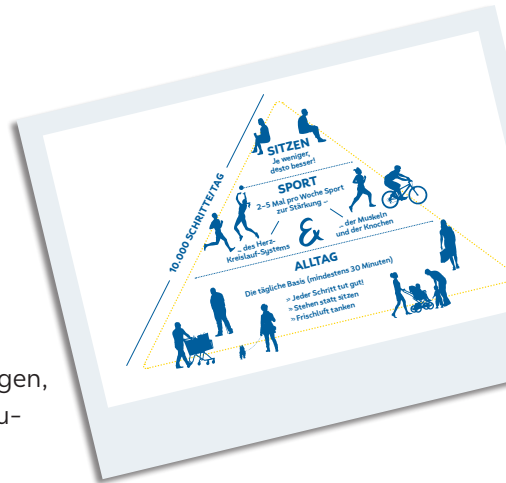 10.000 SCHRITTE/TAG
SITZEN
Je weniger,
desto besser!
SPORT
2–5 Mal pro Woche Sport
zur Stärkung –
– des Herz-
Kreislauf-Systems
&
– der Muskeln
und der Knochen
ALLTAG
Die tägliche Basis (mindestens 30 Minuten)
» Jeder Schritt tut gut!
» Stehen statt sitzen
» Frischluft tanken
gen,
u-